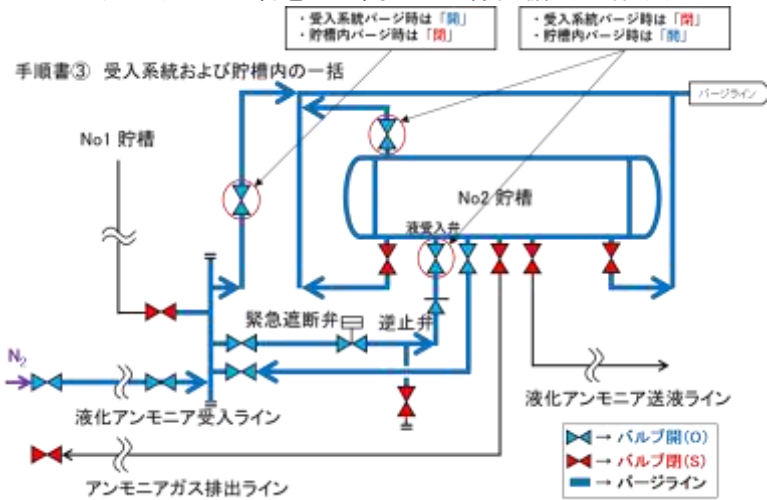 ・受入系統パージ時は「開」
・貯槽内パージ時は「閉」
・受入系統パージ時は「閉」
・貯槽内パージ時は「開」
手順書③ 受入系統および貯槽内の一括
パージライン
No1 貯槽
No2 貯槽
液受入弁
緊急遮断弁
逆止弁
N₂
液化アンモニア受入ライン
液化アンモニア送液ライン
アンモニアガス排出ライン
→ バルブ開(O)
→ バルブ閉(S)
→ パージライン